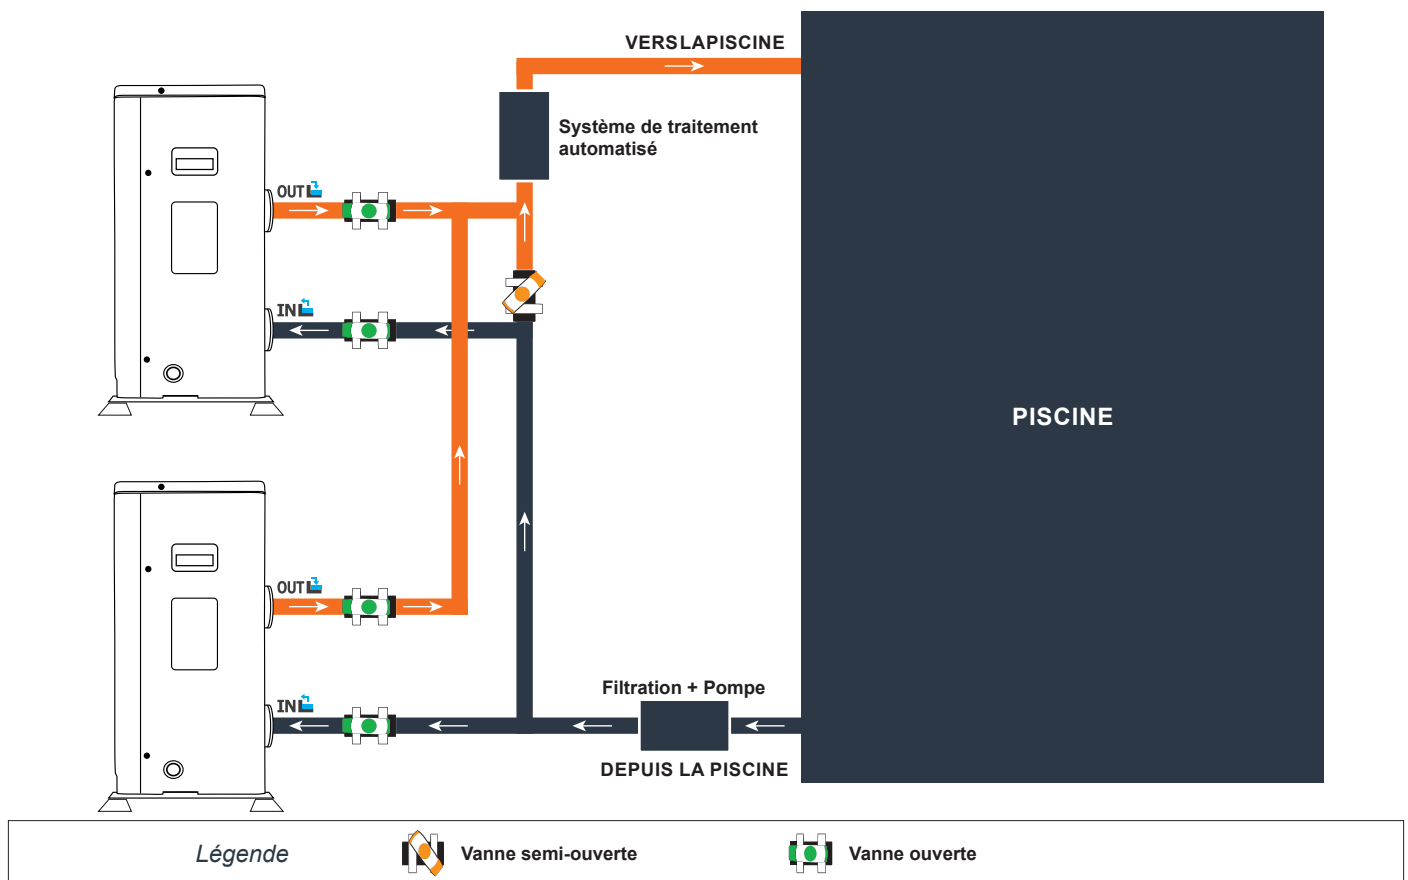 VERSLAPISCINE
Système de traitement
automatisé
OUT
IN
PISCINE
OUT
IN
Filtration + Pompe
DEPUIS LA PISCINE
Légende
Vanne semi-ouverte
Vanne ouverte